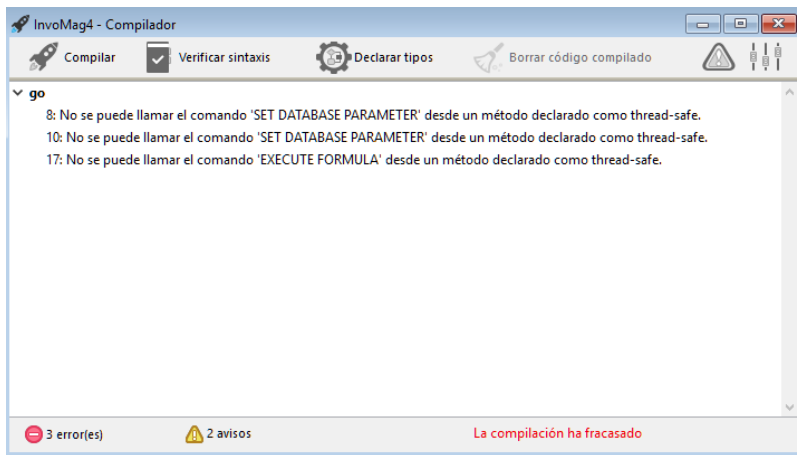 InvoMag4 - Compilador
Compilar Verificar sintaxis Declarar tipos Borrar código compilado
go
8: No se puede llamar el comando 'SET DATABASE PARAMETER' desde un método declarado como thread-safe.
10: No se puede llamar el comando 'SET DATABASE PARAMETER' desde un método declarado como thread-safe.
17: No se puede llamar el comando 'EXECUTE FORMULA' desde un método declarado como thread-safe.
3 error(es) 2 avisos La compilación ha fracasado